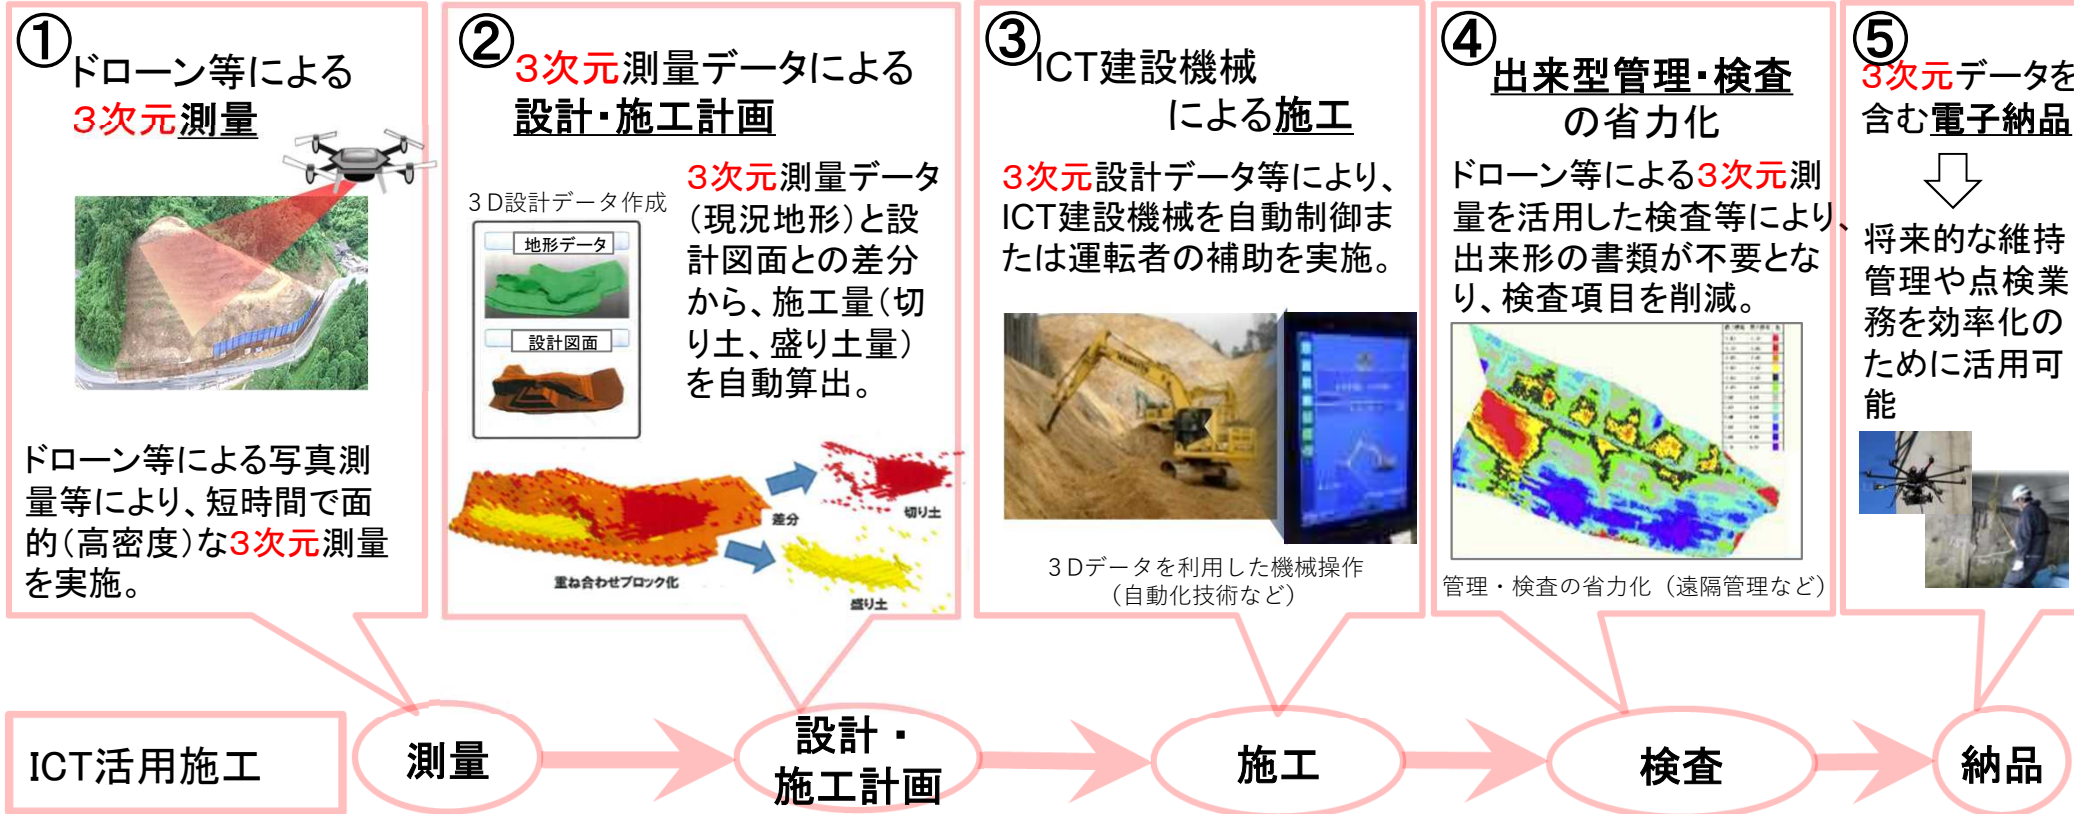 ①
ドローン等による
3次元測量
ドローン等による写真測
量等により、短時間で面
的（高密度）な3次元測量
を実施。
②
3次元測量データによる
設計・施工計画
3D設計データ作成
地形データ
設計図面
3次元測量データ
（現況地形）と設
計図面との差分
から、施工量（切
り土、盛り土量）
を自動算出。
差分
切り土
重ね合わせブロック化
盛り土
③
ICT建設機械
による施工
3次元設計データ等により、
ICT建設機械を自動制御ま
たは運転者の補助を実施。
3Dデータを利用した機械操作
（自動化技術など）
④
出来型管理・検査
の省力化
ドローン等による3次元測
量を活用した検査等により、
出来形の書類が不要とな
り、検査項目を削減。
管理・検査の省力化（遠隔管理など）
⑤
3次元データを
含む電子納品
将来的な維持
管理や点検業
務を効率化の
ために活用可
能
ICT活用施工
測量
設計・
施工計画
施工
検査
納品